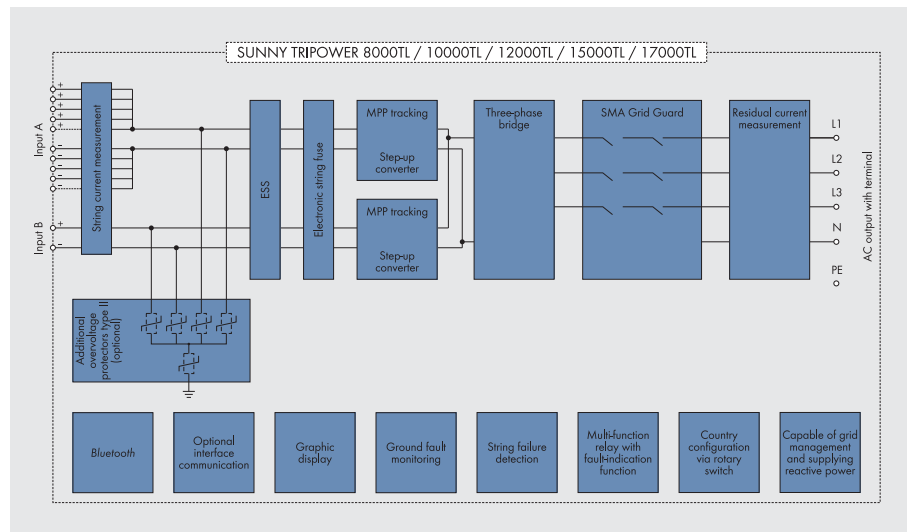 SUNNY TRIPOWER 8000TL / 10000TL / 12000TL / 15000TL / 17000TL
Input A
+
+
+
+
+
-
-
-
-
-
Input B
+
-
String current measurement
ESS
Electronic string fuse
MPP tracking
Step-up
converter
MPP tracking
Step-up
converter
Three-phase
bridge
SMA Grid Guard
Residual current
measurement
L1
L2
L3
N
PE
AC output with terminal
Additional
overvoltage
protectors type II
(optional)
Bluetooth
Optional
interface
communication
Graphic
display
Ground fault
monitoring
String failure
detection
Multi-function
relay with
fault-indication
function
Country
configuration
via rotary
switch
Capable of grid
management
and supplying
reactive power